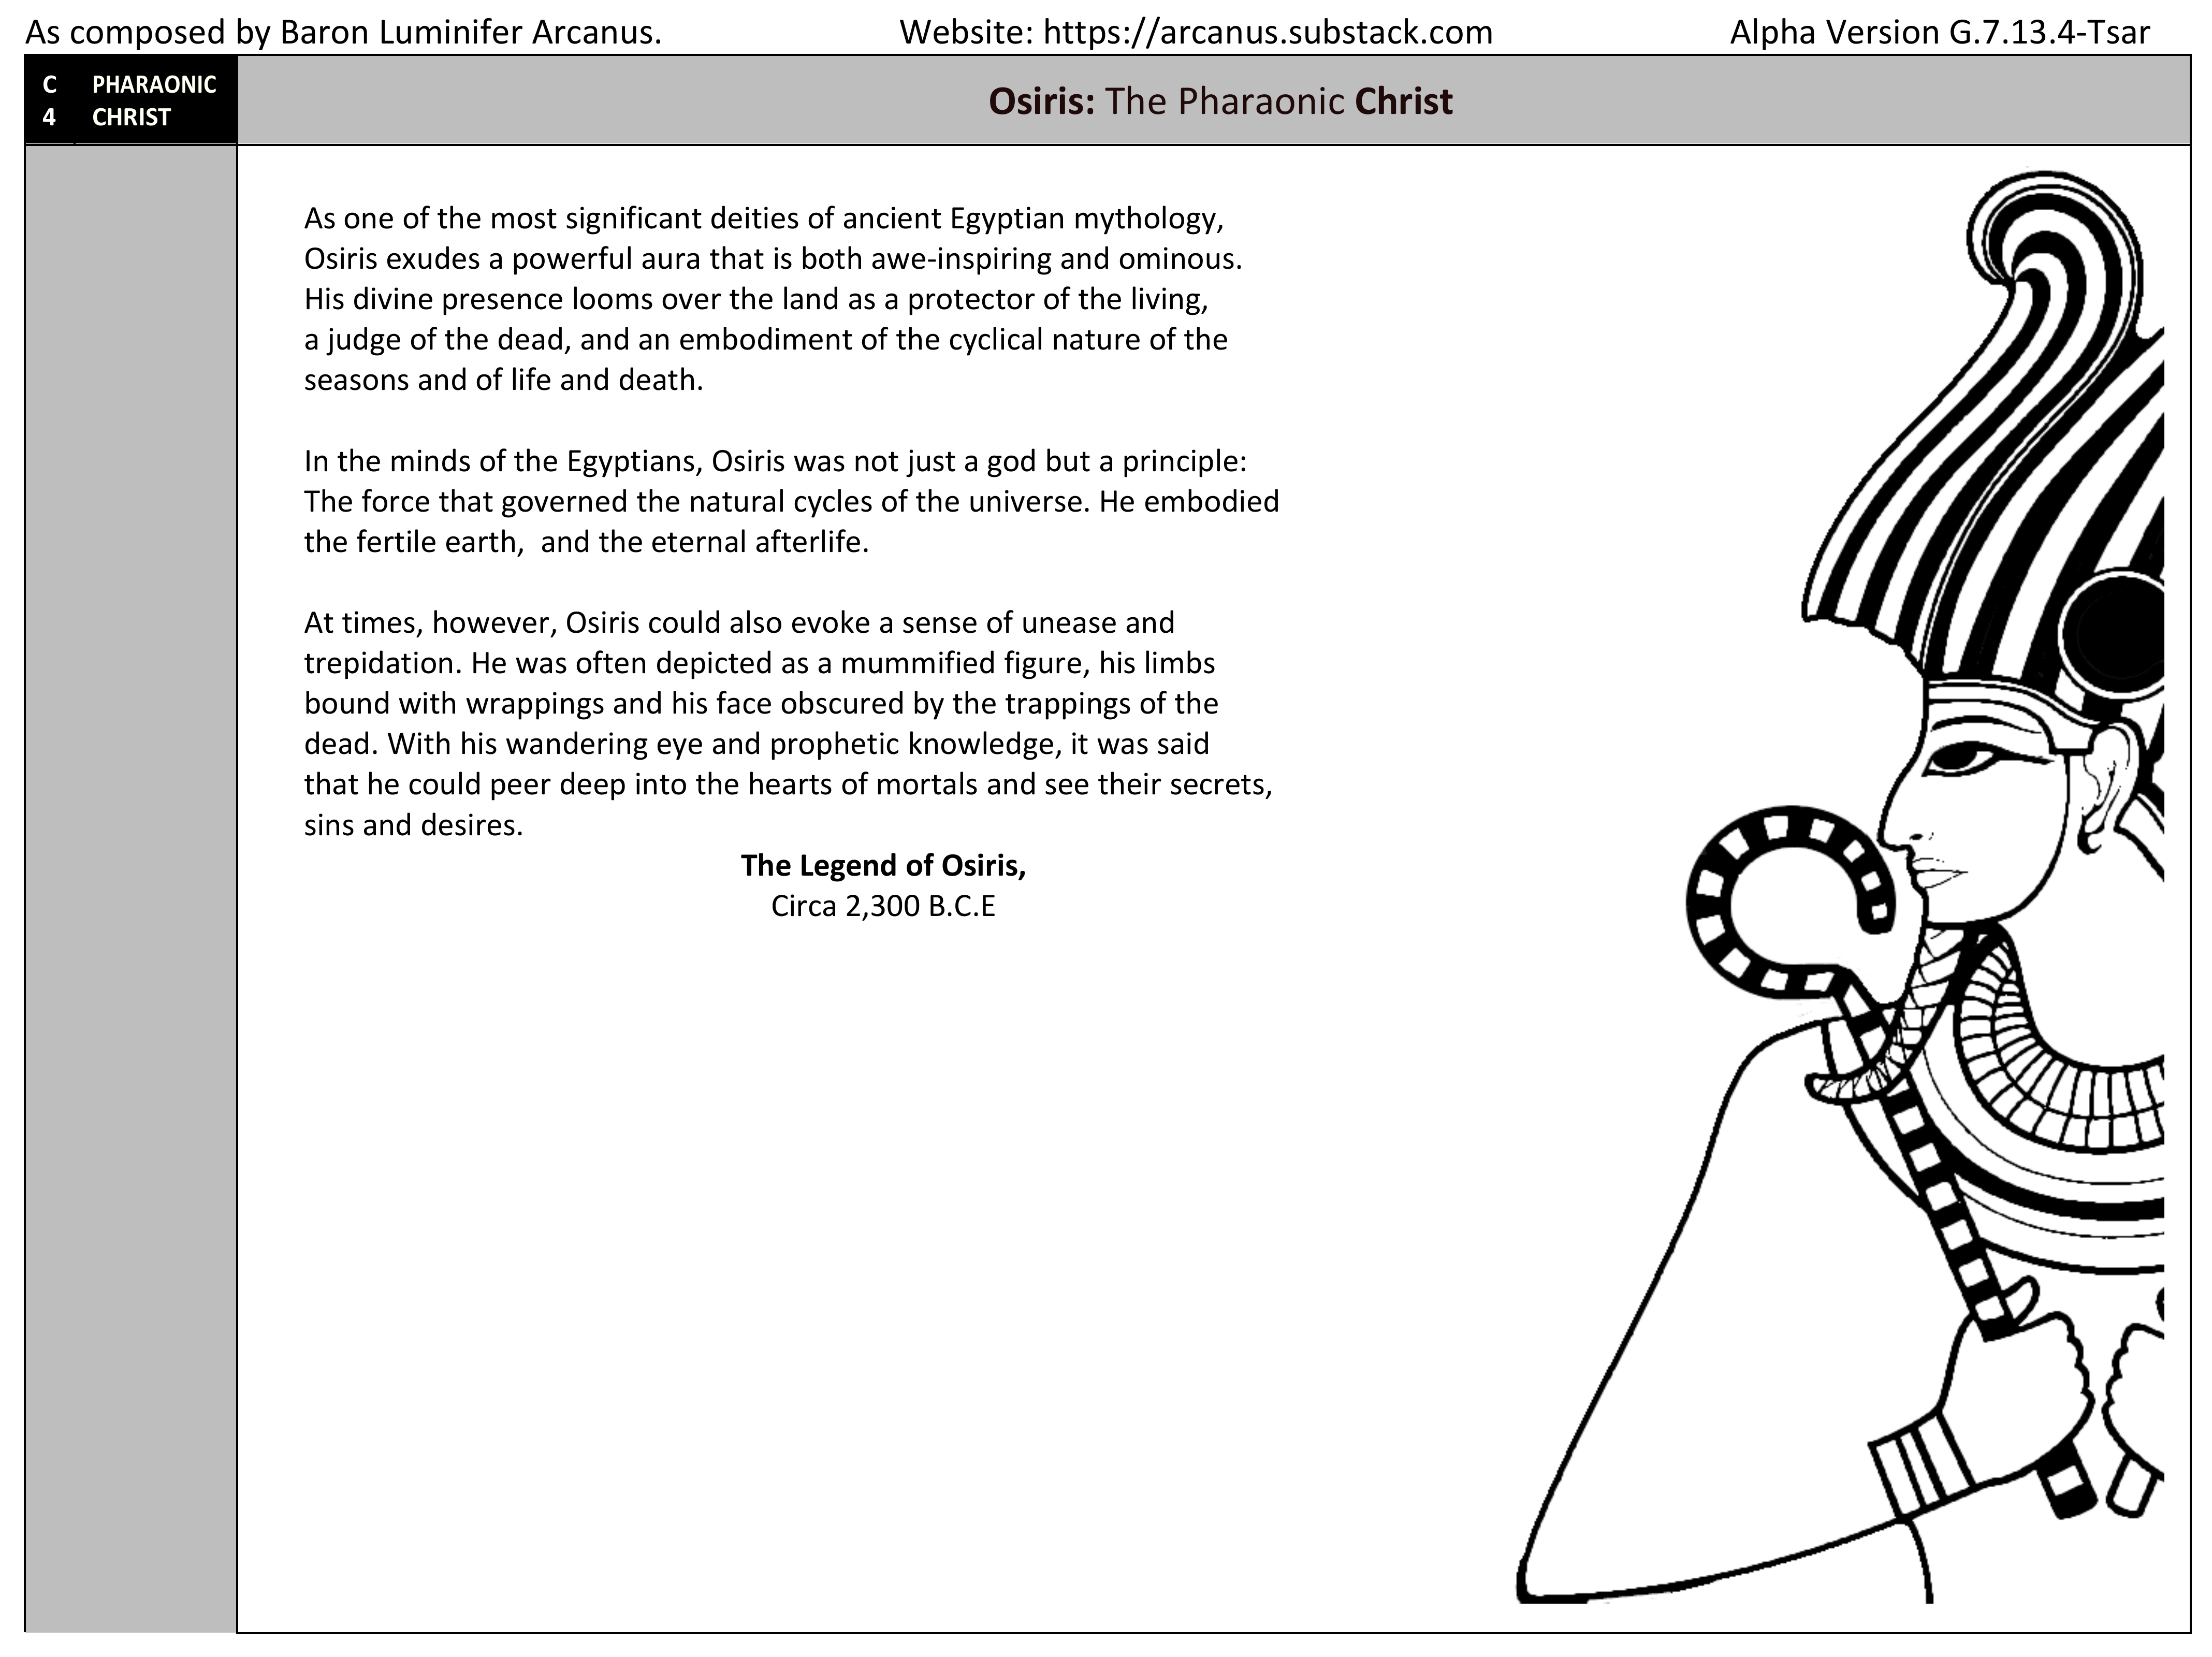 As composed by Baron Luminifer Arcanus.
Website: https://arcanus.substack.com
Alpha Version G.7.13.4-Tsar
C PHARAONIC
4 CHRIST
Osiris: The Pharaonic Christ
As one of the most significant deities of ancient Egyptian mythology,
Osiris exudes a powerful aura that is both awe-inspiring and ominous.
His divine presence looms over the land as a protector of the living,
a judge of the dead, and an embodiment of the cyclical nature of the
seasons and of life and death.
In the minds of the Egyptians, Osiris was not just a god but a principle:
The force that governed the natural cycles of the universe. He embodied
the fertile earth,  and the eternal afterlife.
At times, however, Osiris could also evoke a sense of unease and
trepidation. He was often depicted as a mummified figure, his limbs
bound with wrappings and his face obscured by the trappings of the
dead. With his wandering eye and prophetic knowledge, it was said
that he could peer deep into the hearts of mortals and see their secrets,
sins and desires.
The Legend of Osiris,
Circa 2,300 B.C.E